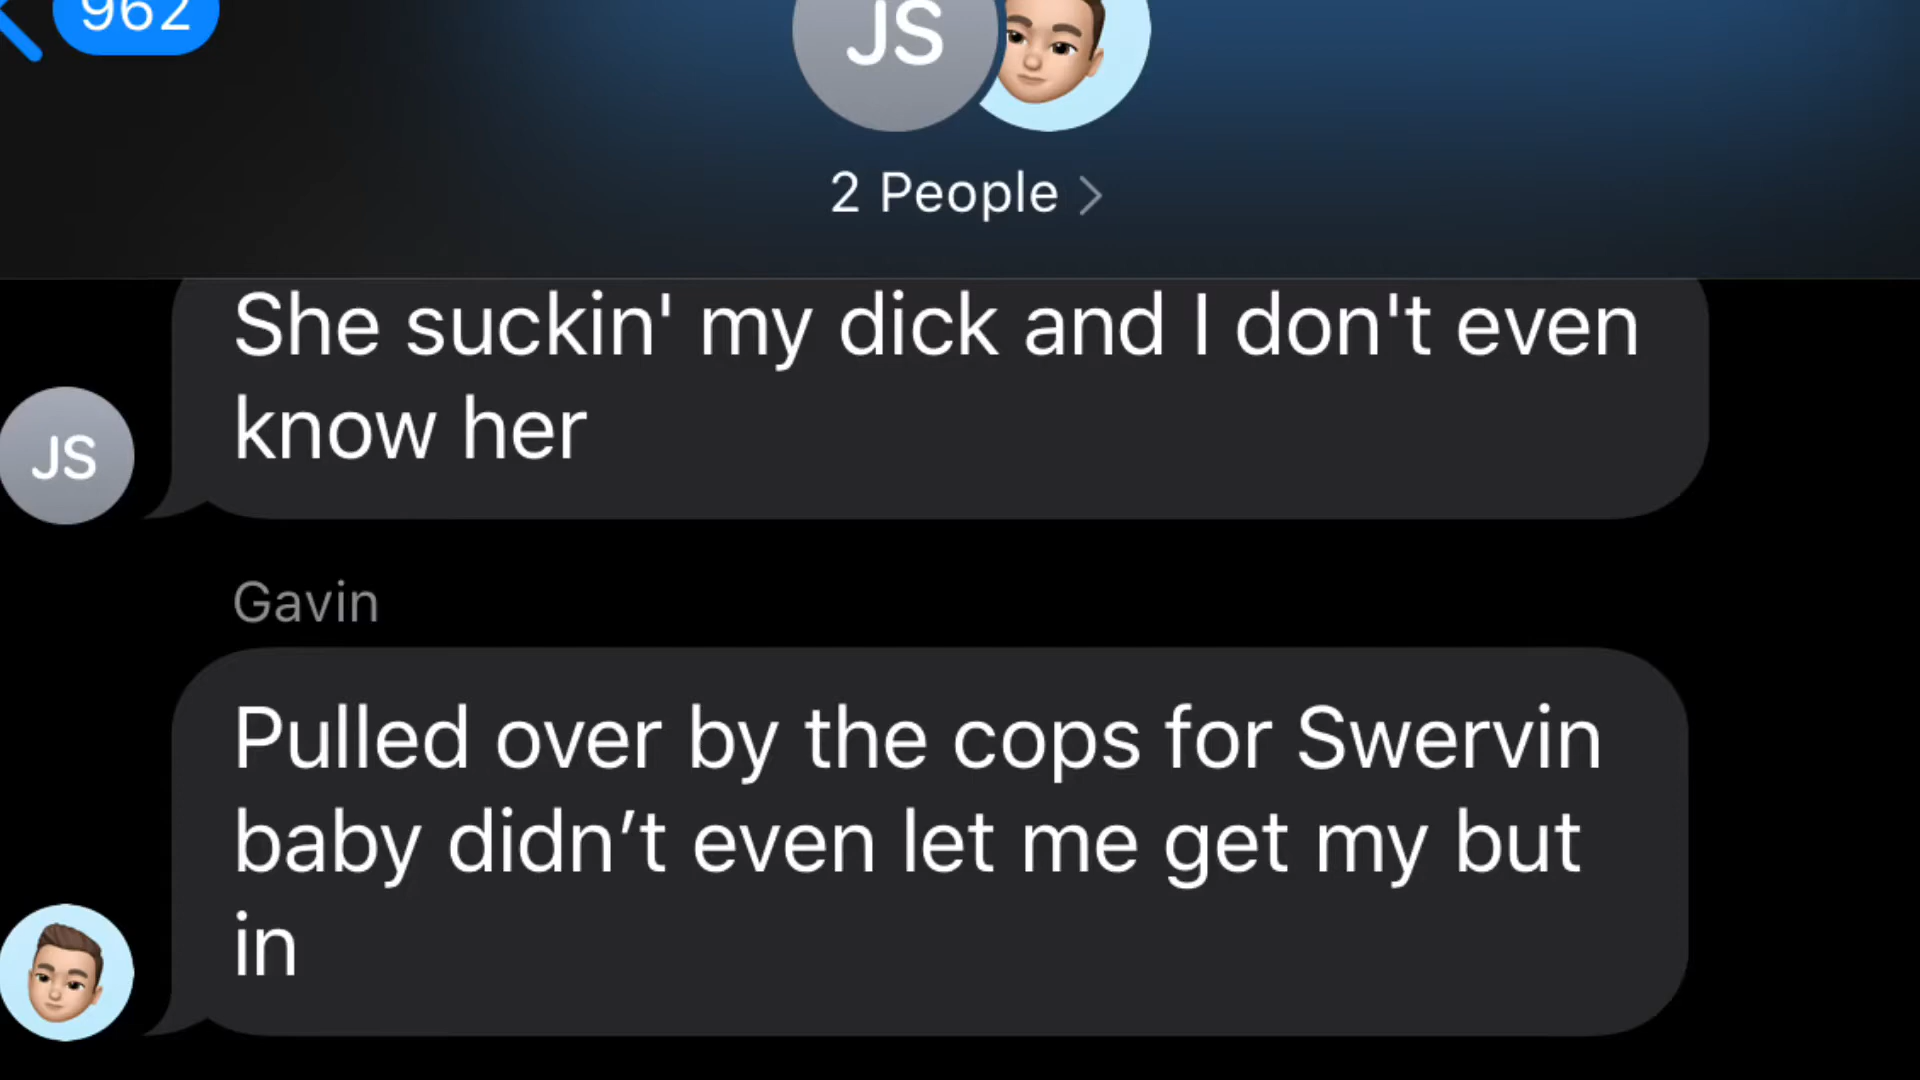 962
JS
2 People
She suckin' my dick and I don't even
know her
JS
Gavin
Pulled over by the cops for Swervin
baby didn’t even let me get my but
in